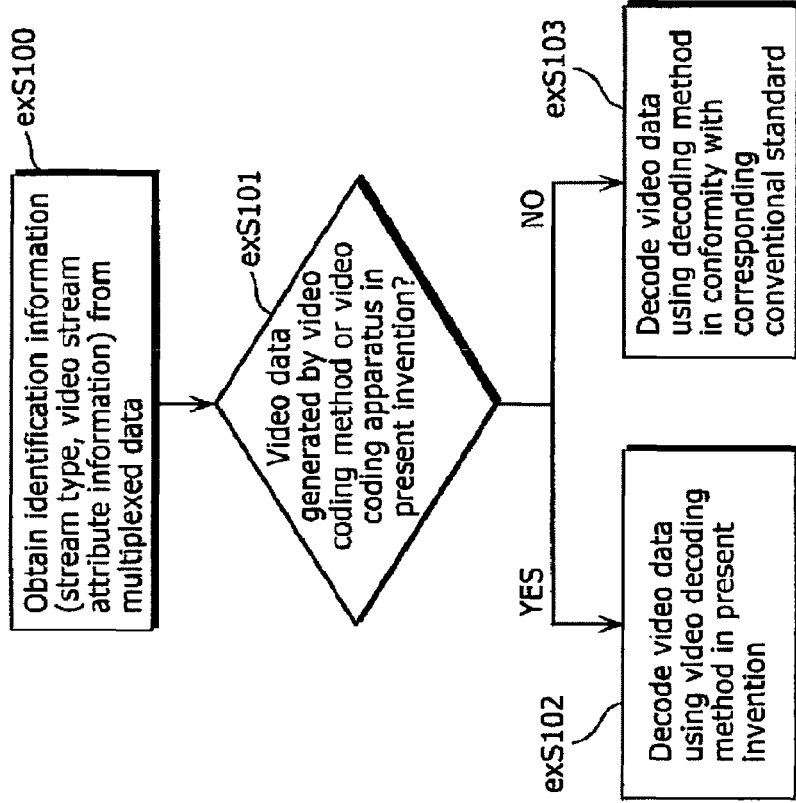 exS100
Obtain identification information
(stream type, video stream
attribute information) from
multiplexed data
exS101
Video data
generated by video
coding method or video
coding apparatus in
present invention?
YES
NO
exS102
Decode video data
using video decoding
method in present
invention
exS103
Decode video data
using decoding method
in conformity with
corresponding
conventional standard